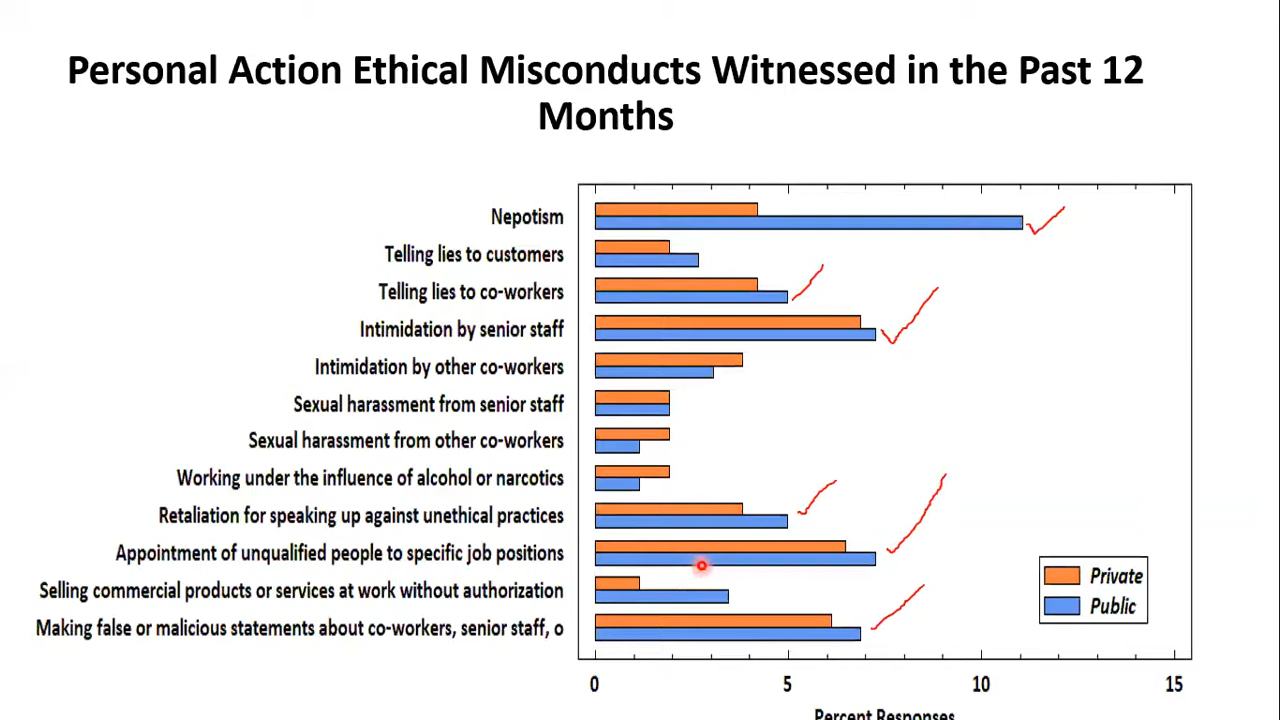 Personal Action Ethical Misconducts Witnessed in the Past 12
Months
Nepotism
Telling lies to customers
Telling lies to co-workers
Intimidation by senior staff
Intimidation by other co-workers
Sexual harassment from senior staff
Sexual harassment from other co-workers
Working under the influence of alcohol or narcotics
Retaliation for speaking up against unethical practices
Appointment of unqualified people to specific job positions
Selling commercial products or services at work without authorization
Making false or malicious statements about co-workers, senior staff, o
Private
Public
0 5 10 15
Percent Responses